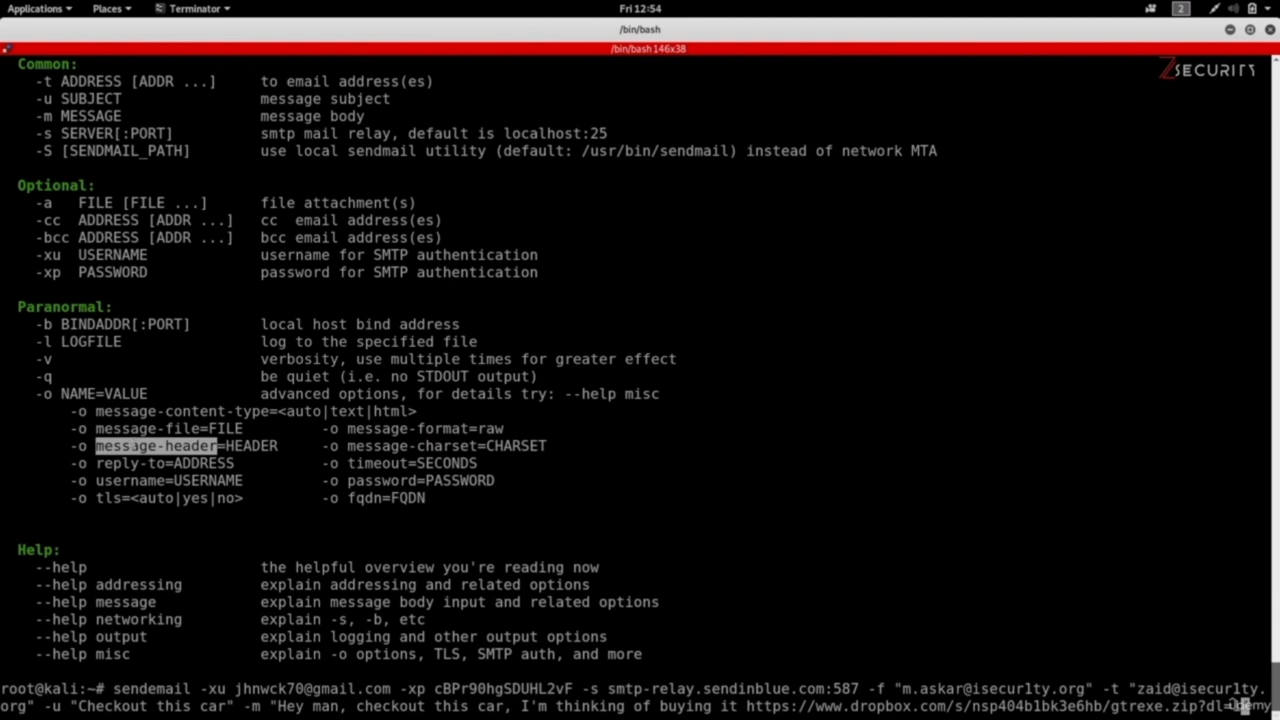 Applications Places Terminator Fri 12:54 2
/bin/bash
/bin/bash 146x38
Common:
ZSECURITY
-t ADDRESS [ADDR ...] to email address(es)
-u SUBJECT message subject
-m MESSAGE message body
-s SERVER[:PORT] smtp mail relay, default is localhost:25
-S [SENDMAIL_PATH] use local sendmail utility (default: /usr/bin/sendmail) instead of network MTA
Optional:
-a FILE [FILE ...] file attachment(s)
-cc ADDRESS [ADDR ...] cc email address(es)
-bcc ADDRESS [ADDR ...] bcc email address(es)
-xu USERNAME username for SMTP authentication
-xp PASSWORD password for SMTP authentication
Paranormal:
-b BINDADDR[:PORT] local host bind address
-l LOGFILE log to the specified file
-v verbosity, use multiple times for greater effect
-q be quiet (i.e. no STDOUT output)
-o NAME=VALUE advanced options, for details try: --help misc
-o message-content-type=<auto|text|html>
-o message-file=FILE -o message-format=raw
-o message-header=HEADER -o message-charset=CHARSET
-o reply-to=ADDRESS -o timeout=SECONDS
-o username=USERNAME -o password=PASSWORD
-o tls=<auto|yes|no> -o fqdn=FQDN
Help:
--help the helpful overview you're reading now
--help addressing explain addressing and related options
--help message explain message body input and related options
--help networking explain -s, -b, etc
--help output explain logging and other output options
--help misc explain -o options, TLS, SMTP auth, and more
root@kali:~# sendemail -xu jhnwck70@gmail.com -xp cBPr90hgSDUHL2vF -s smtp-relay.sendinblue.com:587 -f "m.askar@isecur1ty.org" -t "zaid@isecur1ty.
org" -u "Checkout this car" -m "Hey man, checkout this car, I'm thinking of buying it https://www.dropbox.com/s/nsp404b1bk3e6hb/gtrexe.zip?dl=